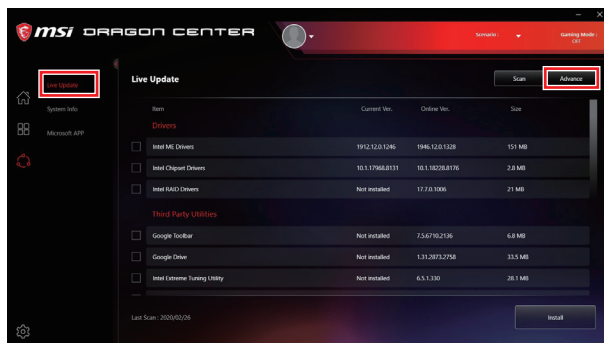 msi DRAGON CENTER
Scenario :
Gaming Mode :
OFF
Live Update
System Info
Microsoft APP
Live Update
Scan
Advance
Item Current Ver. Online Ver. Size
Drivers
Intel ME Drivers 1912.12.0.1246 1946.12.0.1328 151 MB
Intel Chipset Drivers 10.1.17968.8131 10.1.18228.8176 2.8 MB
Intel RAID Drivers Not installed 17.7.0.1006 21 MB
Third Party Utilities
Google Toolbar Not installed 7.5.6710.2136 6.8 MB
Google Drive Not installed 1.31.2873.2758 33.5 MB
Intel Extreme Tuning Utility Not installed 6.5.1.330 28.1 MB
Last Scan : 2020/02/26
Install